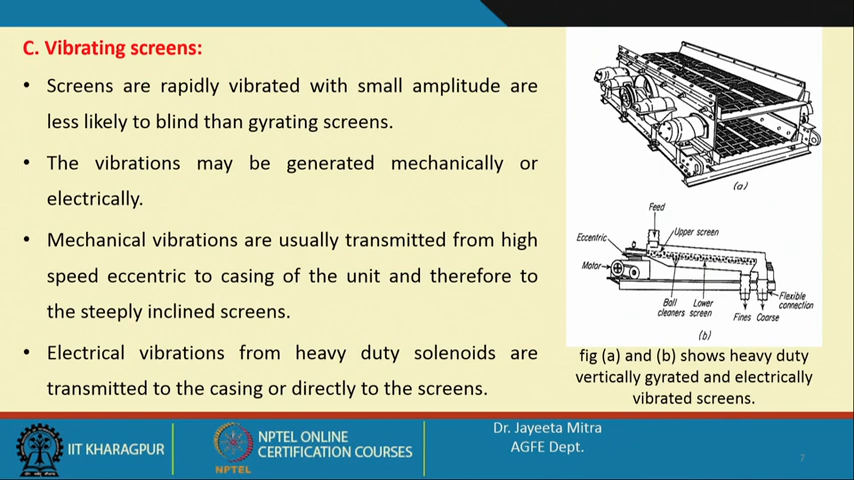 C. Vibrating screens:
• Screens are rapidly vibrated with small amplitude are
less likely to blind than gyrating screens.
• The vibrations may be generated mechanically or
electrically.
• Mechanical vibrations are usually transmitted from high
speed eccentric to casing of the unit and therefore to
the steeply inclined screens.
• Electrical vibrations from heavy duty solenoids are
transmitted to the casing or directly to the screens.
(a)
Feed
Upper screen
Eccentric
Motor
Ball
cleaners
Lower
screen
Flexible
connection
Fines
Coarse
(b)
fig (a) and (b) shows heavy duty
vertically gyrated and electrically
vibrated screens.
IIT KHARAGPUR
NPTEL
NPTEL ONLINE
CERTIFICATION COURSES
Dr. Jayeeta Mitra
AGFE Dept.
7